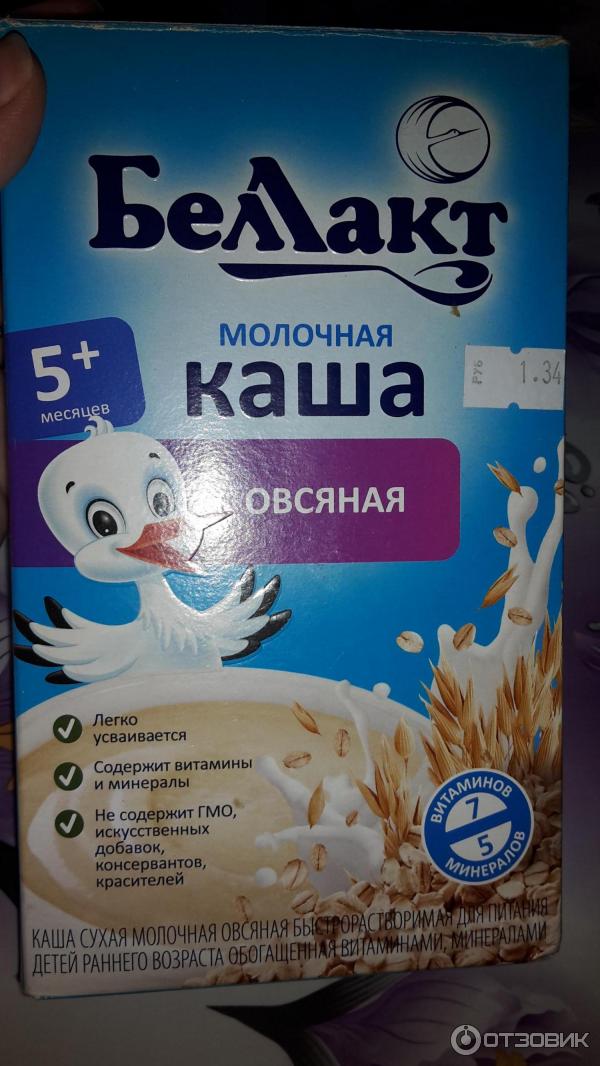 Беллакт
МОЛОЧНАЯ
каша
5+
месяцев
РУБ 1.34
ОВСЯНАЯ
Легко
усваивается
Содержит витамины
и минералы
Не содержит ГМО,
искусственных
добавок,
консервантов,
красителей
ВИТАМИНОВ
7
5
МИНЕРАЛОВ
КАША СУХАЯ МОЛОЧНАЯ ОВСЯНАЯ БЫСТРОРАСТВОРИМАЯ ДЛЯ ПИТАНИЯ
ДЕТЕЙ РАННЕГО ВОЗРАСТА ОБОГАЩЕННАЯ ВИТАМИНАМИ, МИНЕРАЛАМИ
ОТЗОВИК